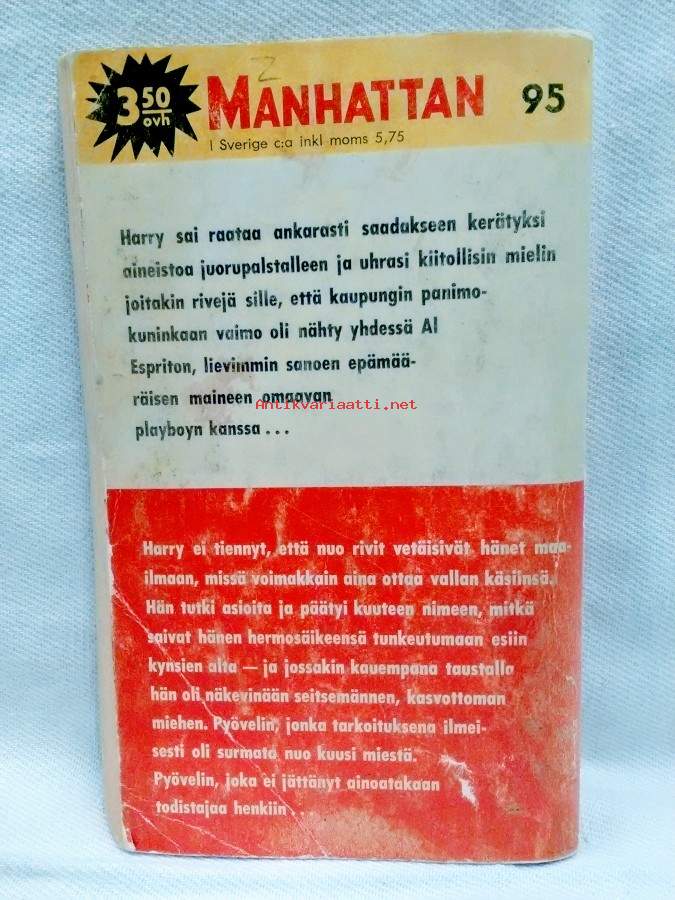 3 50 ovh
MANHATTAN 95
I Sverige c:a inkl moms 5,75
Harry sai raataa ankarasti saadakseen kerätyksi
aineistoa juorupalstalleen ja uhrasi kiitollisin mielin
joitakin rivejä sille, että kaupungin panimo-
kuninkaan vaimo oli nähty yhdessä Al
Espriton, lievimmin sanoen epämää-
räisen maineen omaavan
Antikvariaatti.net
playboyn kanssa ...
Harry ei tiennyt, että nuo rivit vetäisivät hänet maa-
ilmaan, missä voimakkain aina ottaa vallan käsiinsä.
Hän tutki asioita ja päätyi kuuteen nimeen, mitkä
saivat hänen hermosäikeensä tunkeutumaan esiin
kynsien alta — ja jossakin kauempana taustalla
hän oli näkevinään seitsemännen, kasvottoman
miehen. Pyövelin, jonka tarkoituksena ilmei-
sesti oli surmata nuo kuusi miestä.
Pyövelin, joka ei jättänyt ainoatakaan
todistajaa henkiin ...